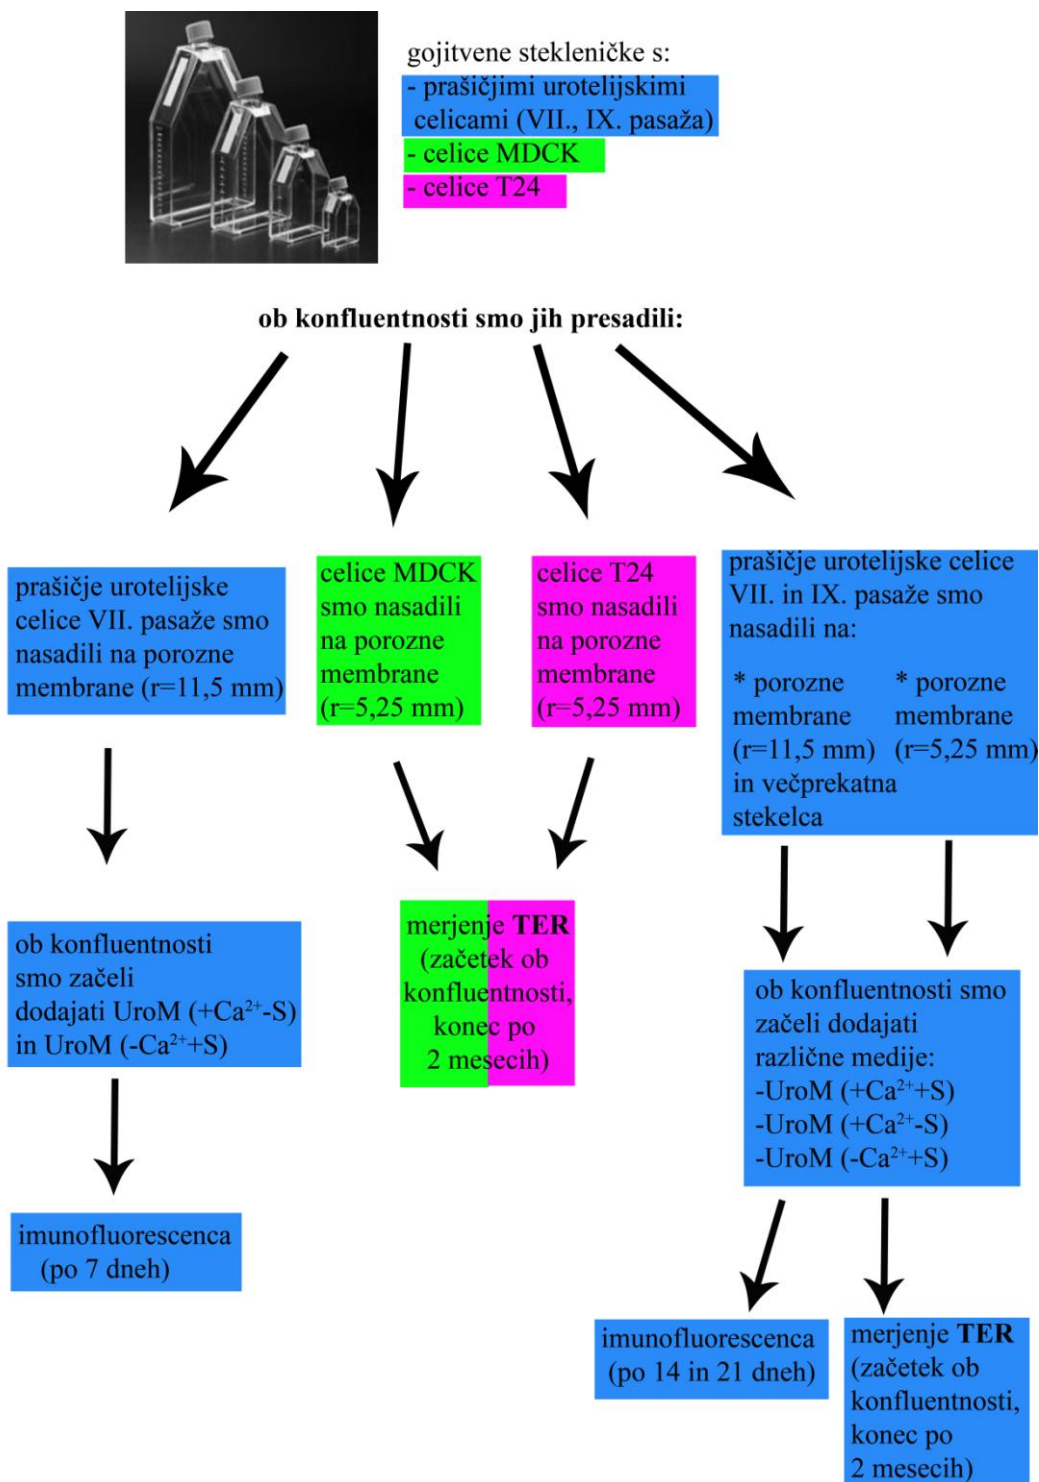 gojitvene stekleničke s:
- prašičjimi urotelijskimi
celicami (VII., IX. pasaža)
- celice MDCK
- celice T24
ob konfluentnosti smo jih presadili:
prašičje urotelijske
celice VII. pasaže smo
nasadili na porozne
membrane (r=11,5 mm)
celice MDCK
smo nasadili
na porozne
membrane
(r=5,25 mm)
celice T24
smo nasadili
na porozne
membrane
(r=5,25 mm)
prašičje urotelijske celice
VII. in IX. pasaže smo
nasadili na:
* porozne
membrane
(r=11,5 mm)
in večprekatna
stekelca
* porozne
membrane
(r=5,25 mm)
ob konfluentnosti
smo začeli
dodajati UroM (+Ca²⁺-S)
in UroM (-Ca²⁺+S)
merjenje TER
(začetek ob
konfluentnosti,
konec po
2 mesecih)
ob konfluentnosti smo
začeli dodajati
različne medije:
-UroM (+Ca²⁺+S)
-UroM (+Ca²⁺-S)
-UroM (-Ca²⁺+S)
imunofluorescenca
(po 7 dneh)
imunofluorescenca
(po 14 in 21 dneh)
merjenje TER
(začetek ob
konfluentnosti,
konec po
2 mesecih)